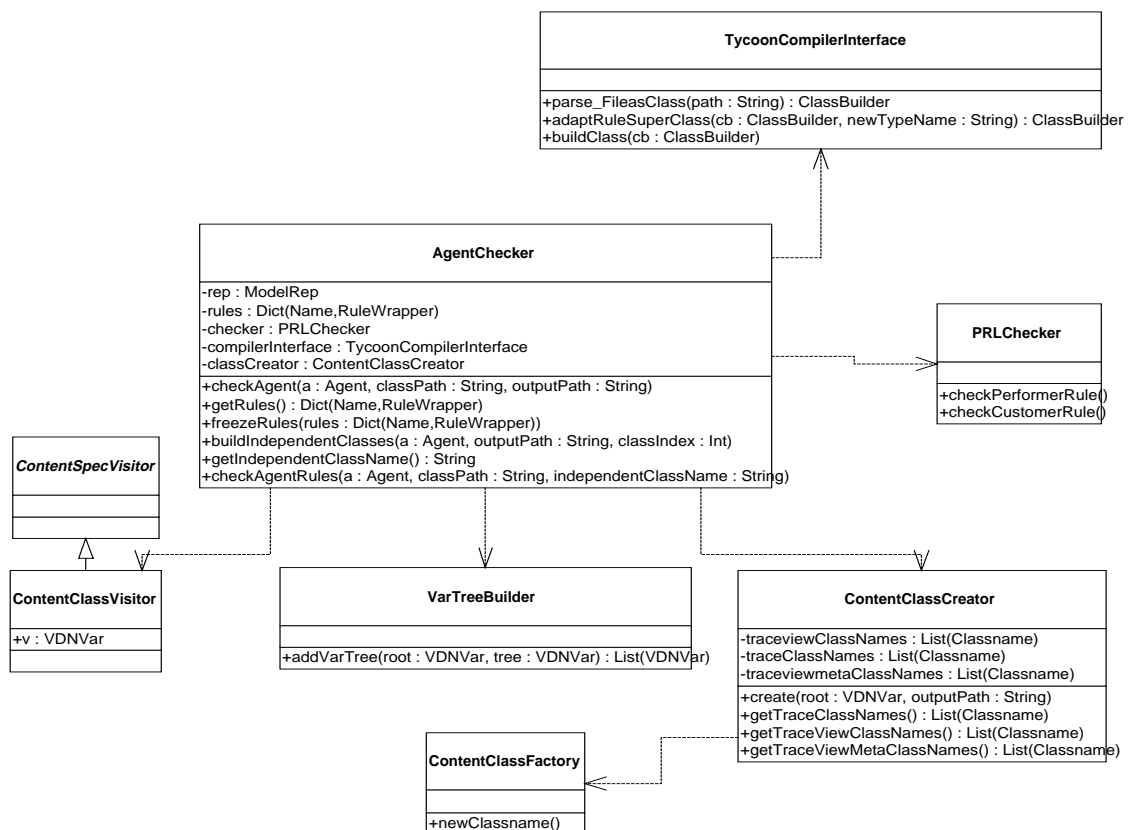 TycoonCompilerInterface
+parse_FileasClass(path : String) : ClassBuilder
+adaptRuleSuperClass(cb : ClassBuilder, newTypeName : String) : ClassBuilder
+buildClass(cb : ClassBuilder)
AgentChecker
-rep : ModelRep
-rules : Dict(Name,RuleWrapper)
-checker : PRLChecker
-compilerInterface : TycoonCompilerInterface
-classCreator : ContentClassCreator
+checkAgent(a : Agent, classPath : String, outputPath : String)
+getRules() : Dict(Name,RuleWrapper)
+freezeRules(rules : Dict(Name,RuleWrapper))
+buildIndependentClasses(a : Agent, outputPath : String, classIndex : Int)
+getIndependentClassName() : String
+checkAgentRules(a : Agent, classPath : String, independentClassName : String)
PRLChecker
+checkPerformerRule()
+checkCustomerRule()
ContentSpecVisitor
ContentClassVisitor
+v : VDNVar
VarTreeBuilder
+addVarTree(root : VDNVar, tree : VDNVar) : List(VDNVar)
ContentClassCreator
-traceviewClassNames : List(Classname)
-traceClassNames : List(Classname)
-traceviewmetaClassNames : List(Classname)
+create(root : VDNVar, outputPath : String)
+getTraceClassNames() : List(Classname)
+getTraceViewClassNames() : List(Classname)
+getTraceViewMetaClassNames() : List(Classname)
ContentClassFactory
+newClassname()